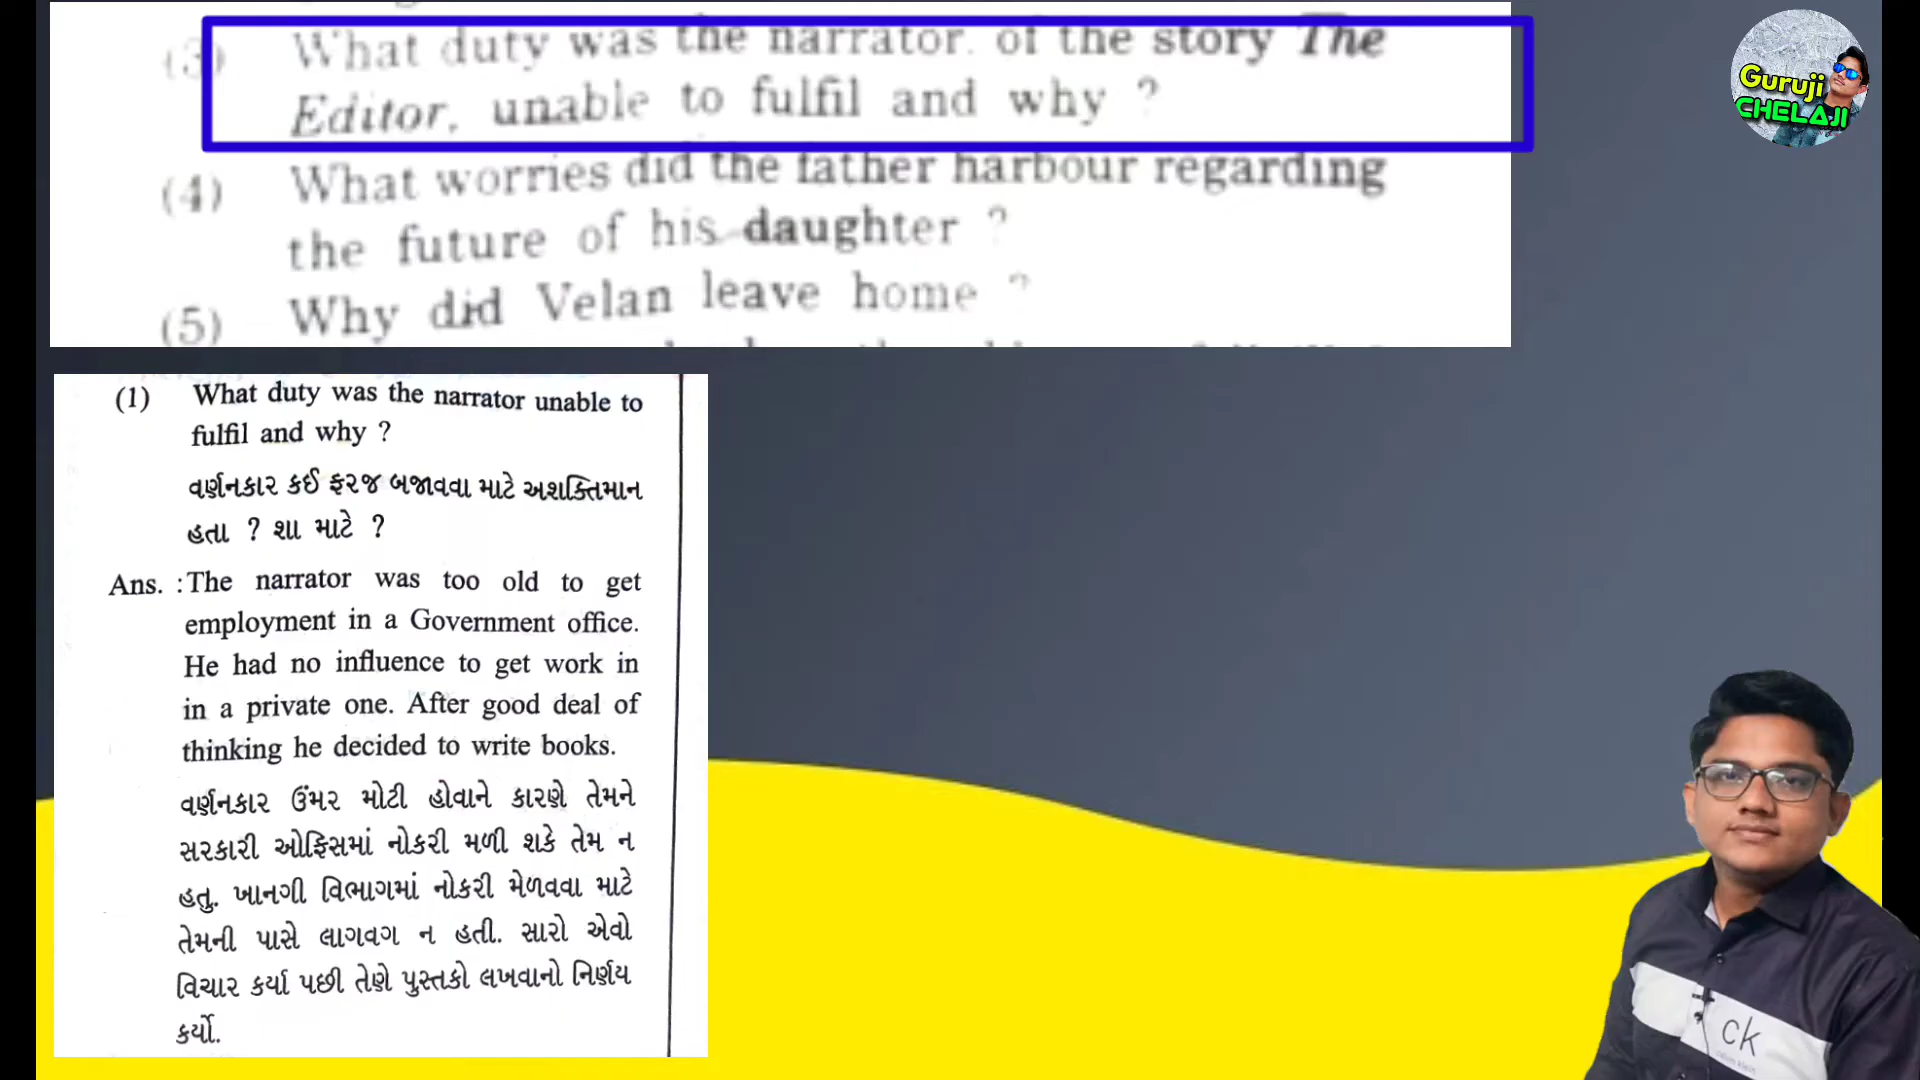 (3) What duty was the narrator. of the story The
Editor, unable to fulfil and why ?
(4) What worries did the father harbour regarding
the future of his daughter ?
(5) Why did Velan leave home ?
Guruji
CHELAJI
(1) What duty was the narrator unable to
fulfil and why ?
વર્ણનકાર કઈ ફરજ બજાવવા માટે અશક્તિમાન
હતા ? શા માટે ?
Ans. : The narrator was too old to get
employment in a Government office.
He had no influence to get work in
in a private one. After good deal of
thinking he decided to write books.
વર્ણનકાર ઉંમર મોટી હોવાને કારણે તેમને
સરકારી ઓફિસમાં નોકરી મળી શકે તેમ ન
હતુ. ખાનગી વિભાગમાં નોકરી મેળવવા માટે
તેમની પાસે લાગવગ ન હતી. સારો એવો
વિચાર કર્યા પછી તેણે પુસ્તકો લખવાનો નિર્ણય
કર્યો.
ck